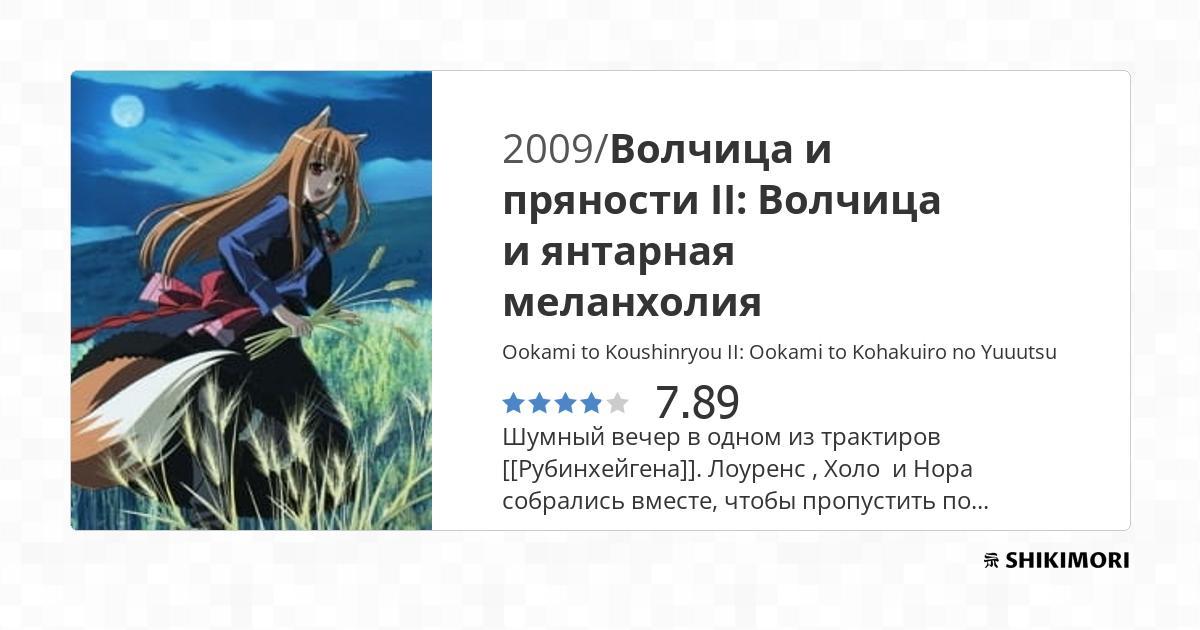 2009/Волчица и
пряности II: Волчица
и янтарная
меланхолия
Ookami to Koushinryou II: Ookami to Kohakuiro no Yuuutsu
7.89
Шумный вечер в одном из трактиров
[[Рубинхейгена]]. Лоуренс , Холо  и Нора
собрались вместе, чтобы пропустить по...
SHIKIMORI